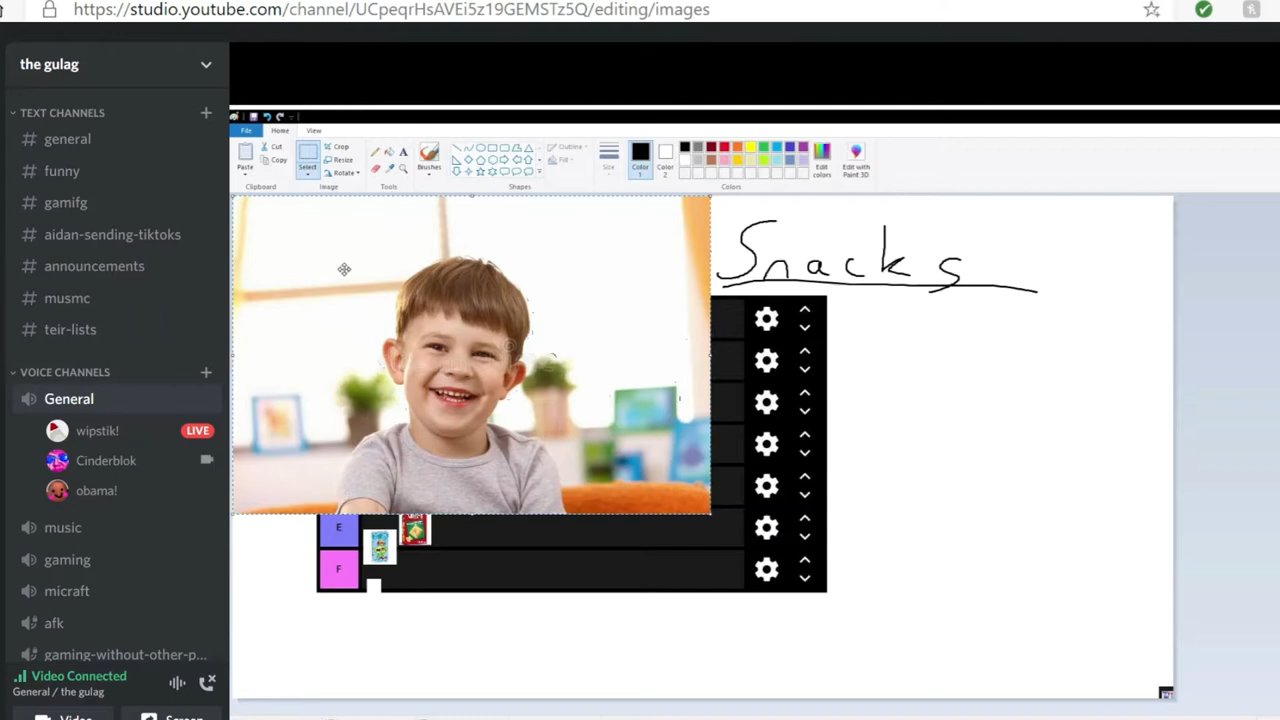 https://studio.youtube.com/channel/UCpeqrHsAVEi5z19GEMSTz5Q/editing/images
the gulag
TEXT CHANNELS
# general
# funny
# gamifg
# aidan-sending-tiktoks
# announcements
# musmc
# teir-lists
VOICE CHANNELS
General
wipstik! LIVE
Cinderblok
obama!
music
gaming
micraft
afk
gaming-without-other-p...
Video Connected
General / the gulag
Video Screen
File Home View
Paste
Cut
Copy
Clipboard
Select
Crop
Resize
Rotate
Image
A
Tools
Brushes
Outline
Fill
Shapes
Size
Color 1
Color 2
Colors
Edit colors
Edit with Paint 3D
Snacks
E
F